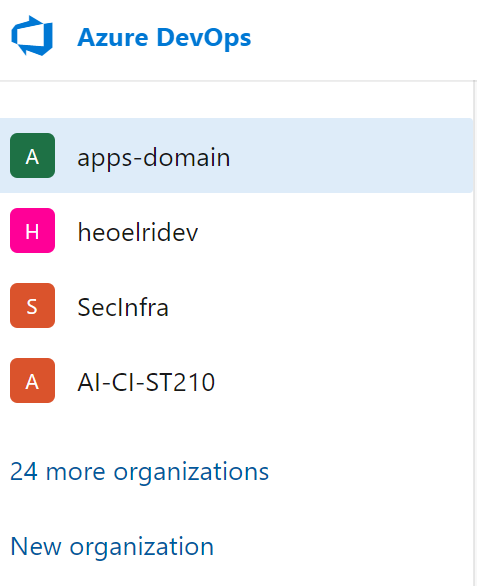 Azure DevOps
A apps-domain
H heoelridev
S SecInfra
A AI-CI-ST210
24 more organizations
New organization